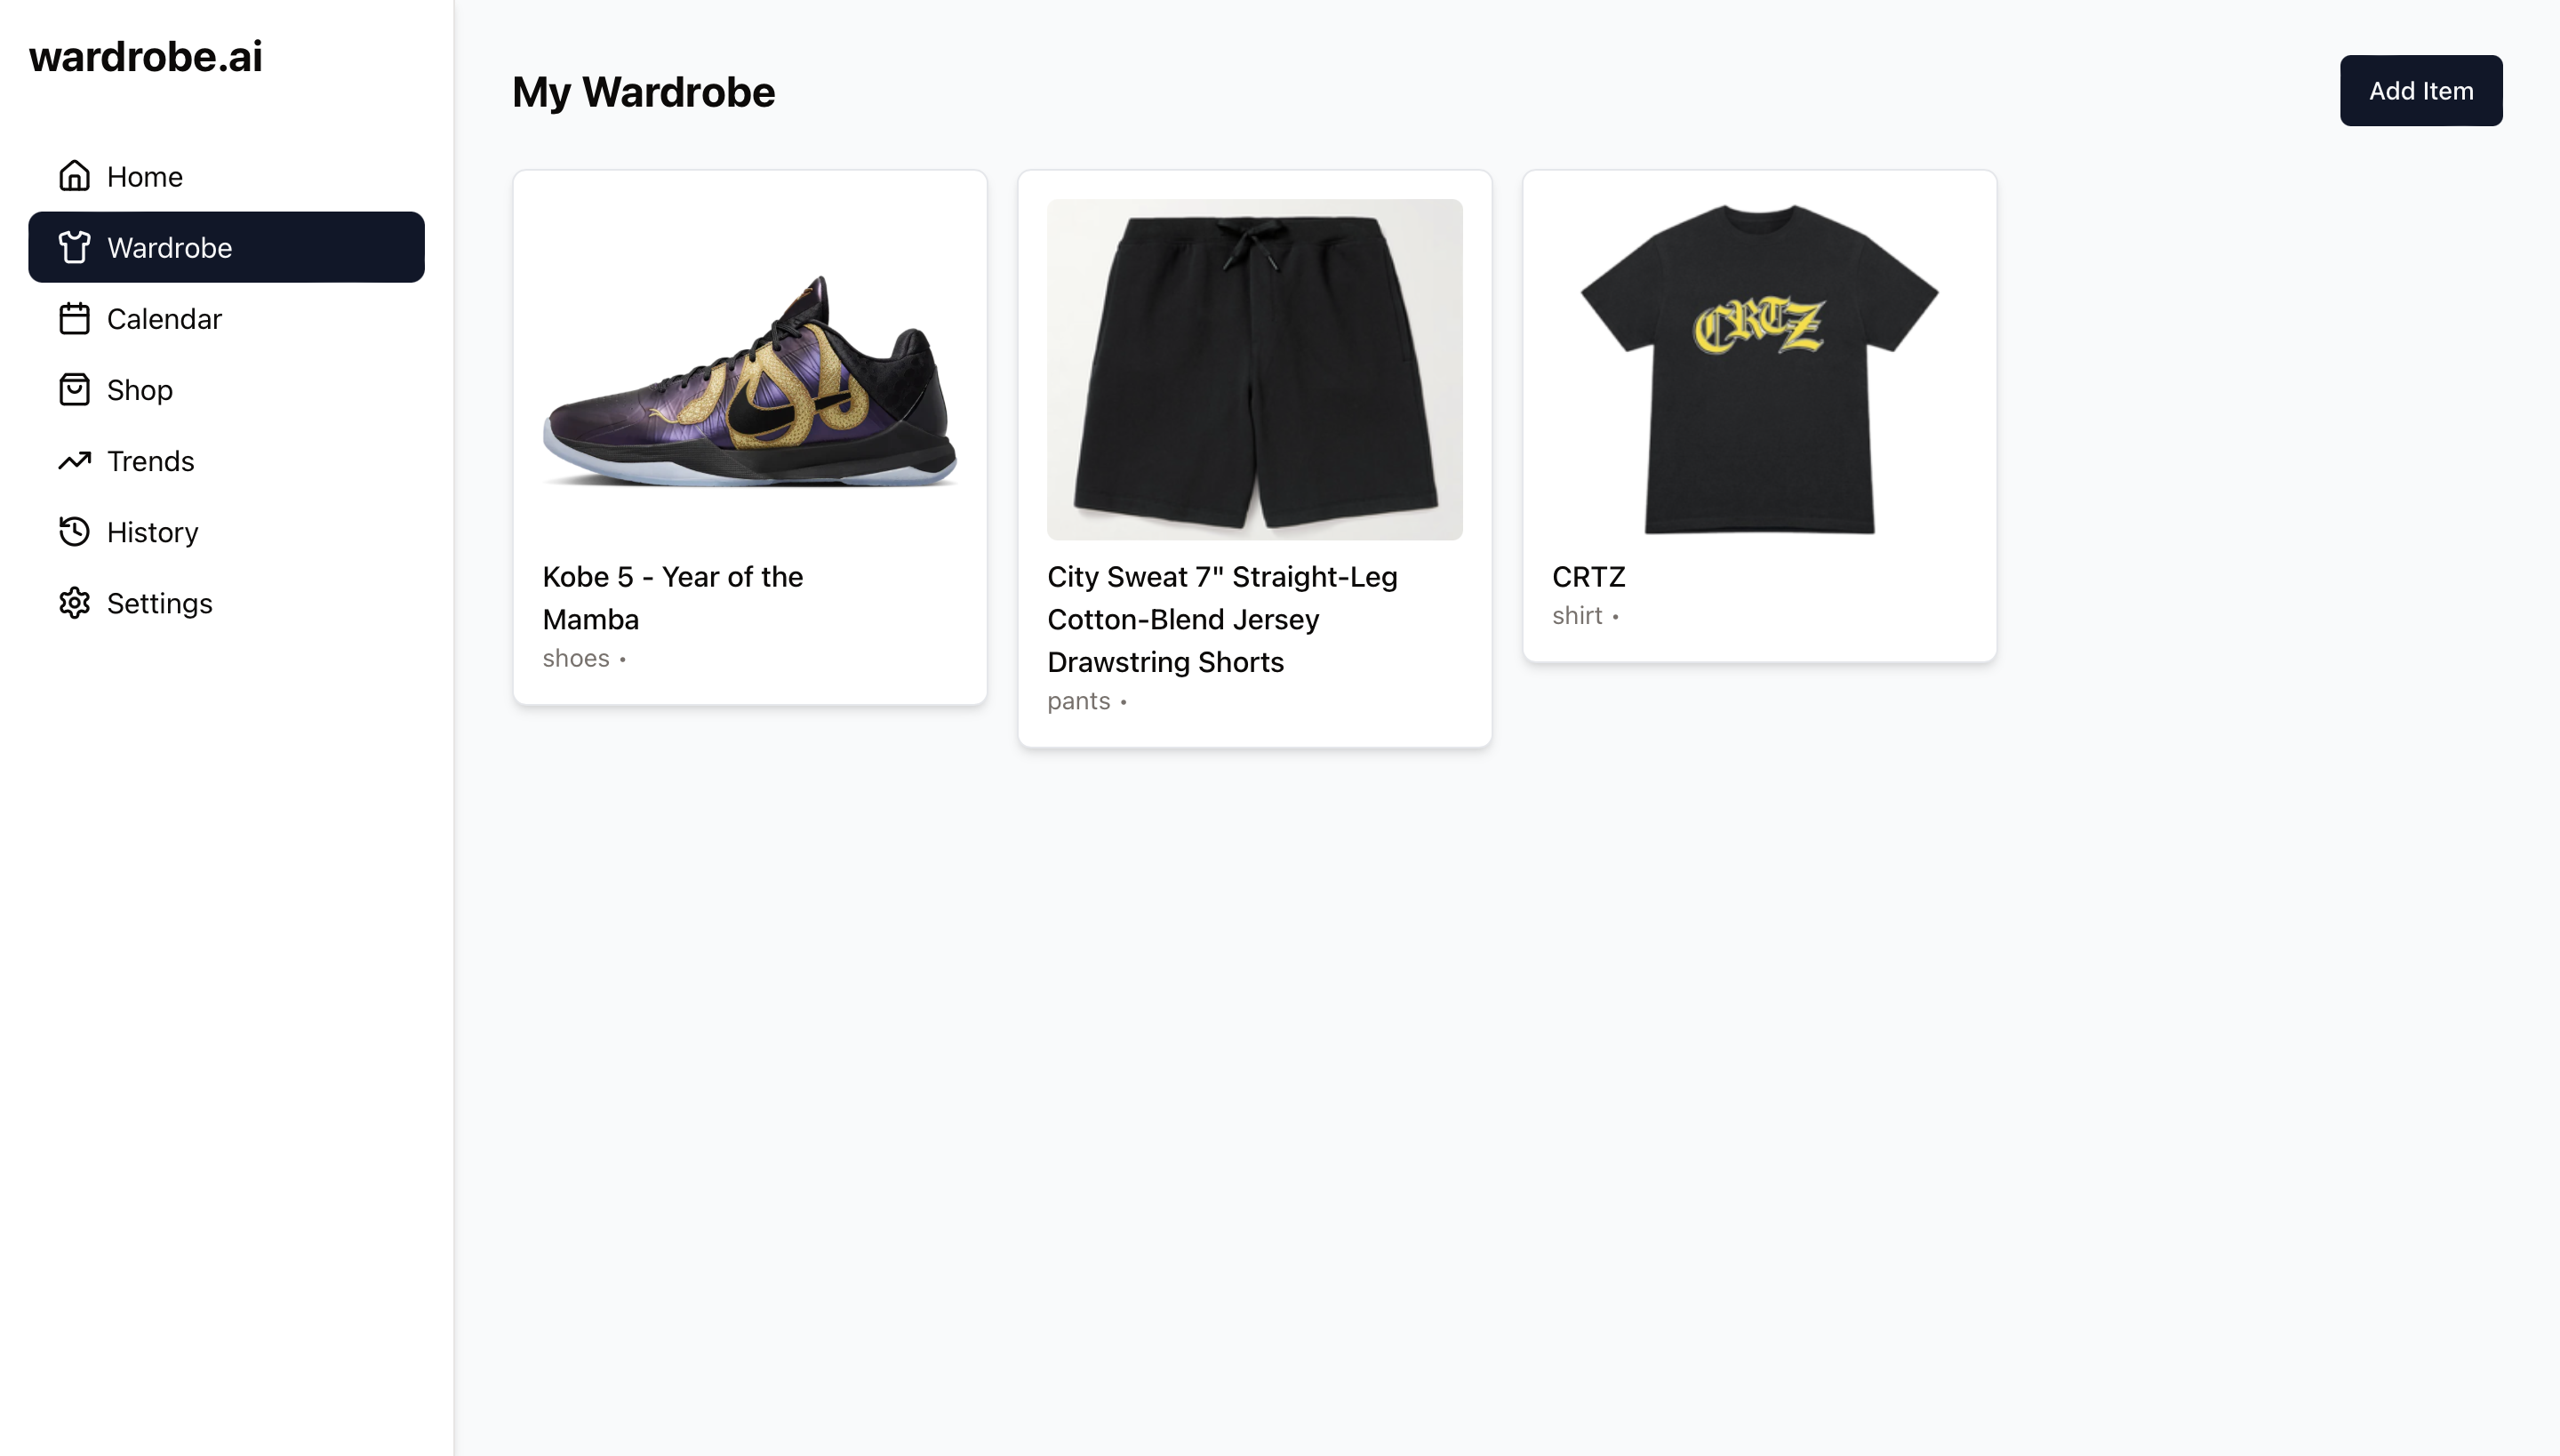 wardrobe.ai
Home
Wardrobe
Calendar
Shop
Trends
History
Settings
My Wardrobe
Add Item
Kobe 5 - Year of the
Mamba
shoes •
City Sweat 7" Straight-Leg
Cotton-Blend Jersey
Drawstring Shorts
pants •
CRTZ
CRTZ
shirt •